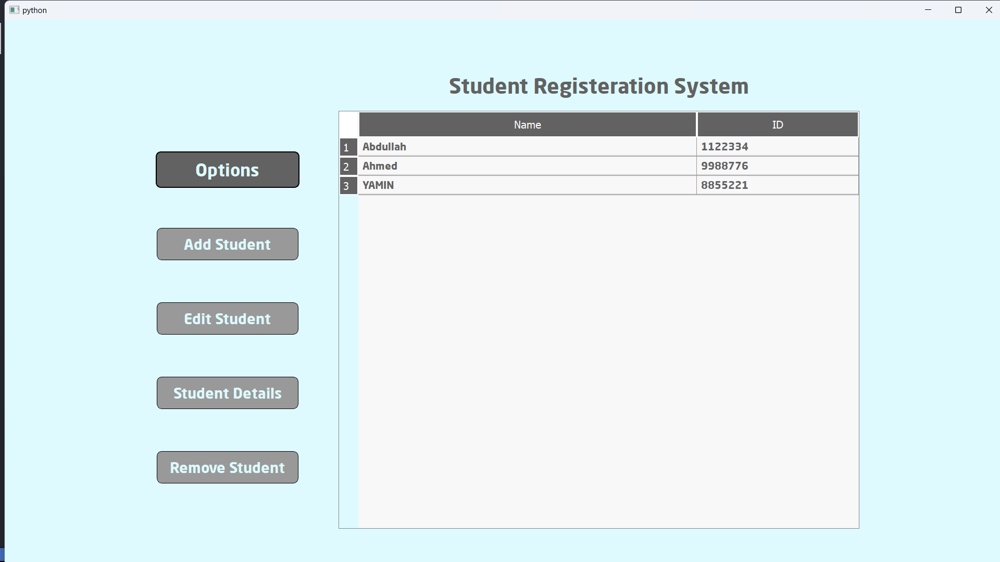 python
Student Registeration System
Name ID
1 Abdullah 1122334
2 Ahmed 9988776
3 YAMIN 8855221
Options
Add Student
Edit Student
Student Details
Remove Student